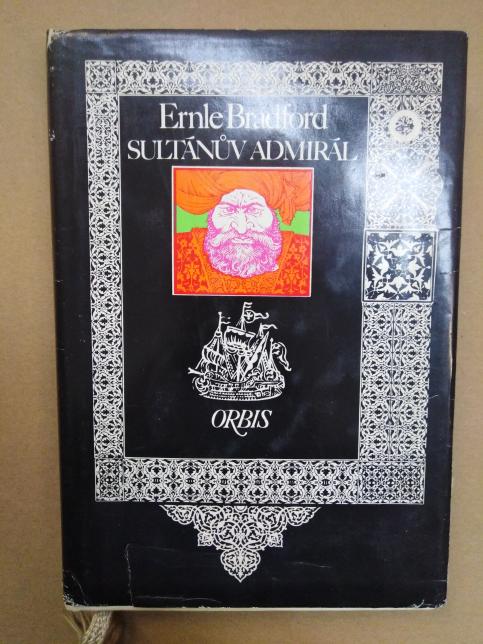 Ernle Bradford
SULTÁNŮV ADMIRÁL
ORBIS